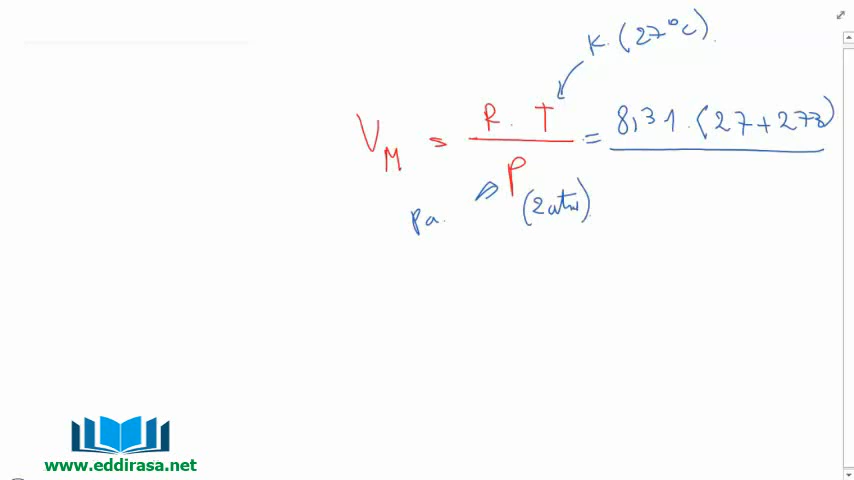 K. (27°C).
V_M = R . T / P = 8,31 . (27 + 273)
pa. (2atm).
www.eddirasa.net